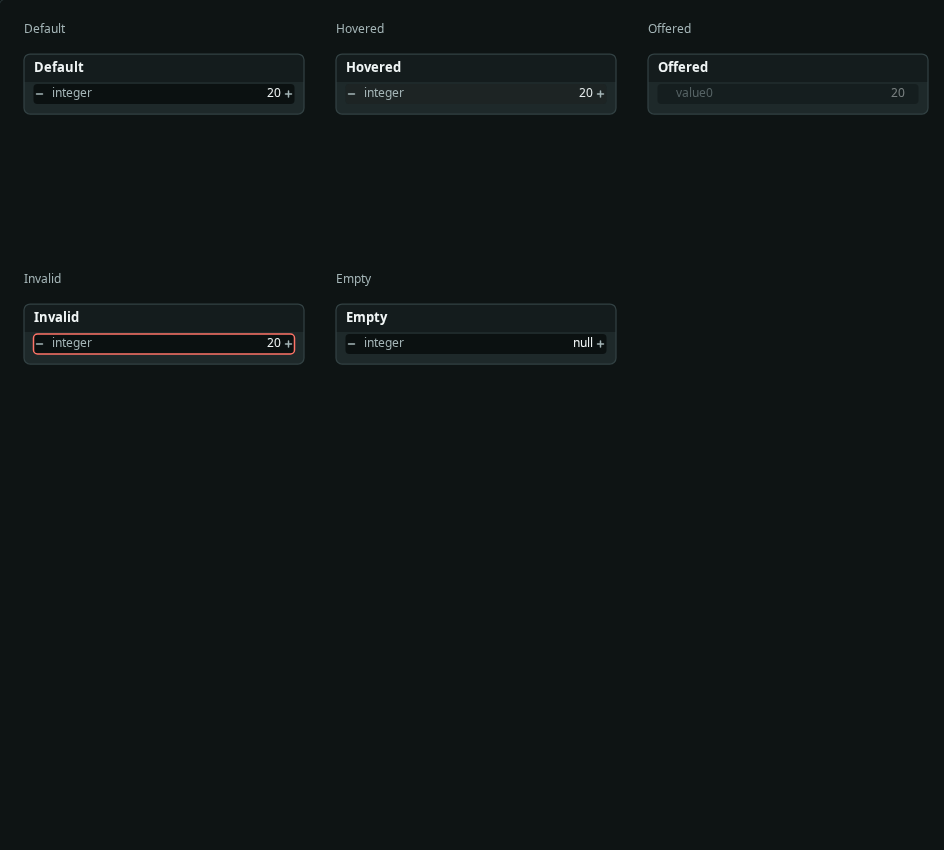 Default
Hovered
Offered
Default
Hovered
Offered
− integer 20 +
− integer 20 +
value0 20
Invalid
Empty
Invalid
Empty
− integer 20 +
− integer null +